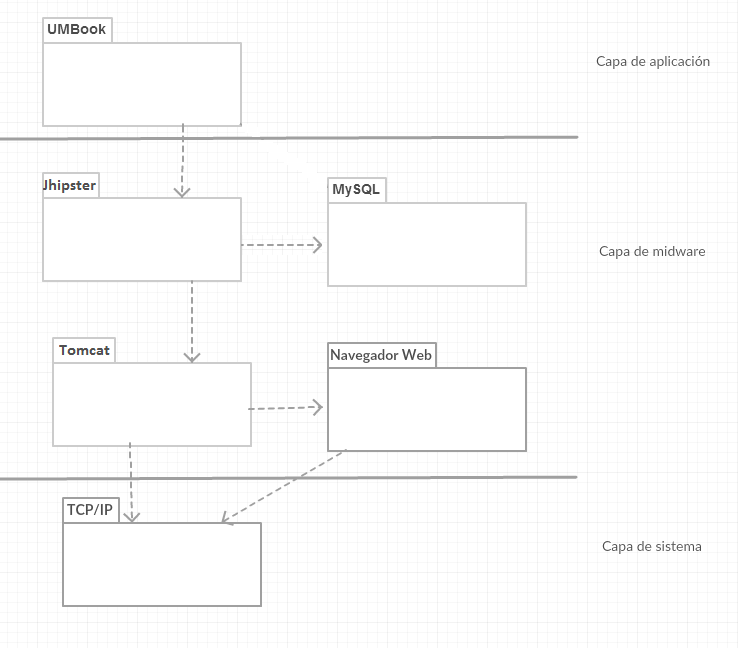 UMBook
Capa de aplicación
Jhipster
MySQL
Capa de midware
Tomcat
Navegador Web
TCP/IP
Capa de sistema